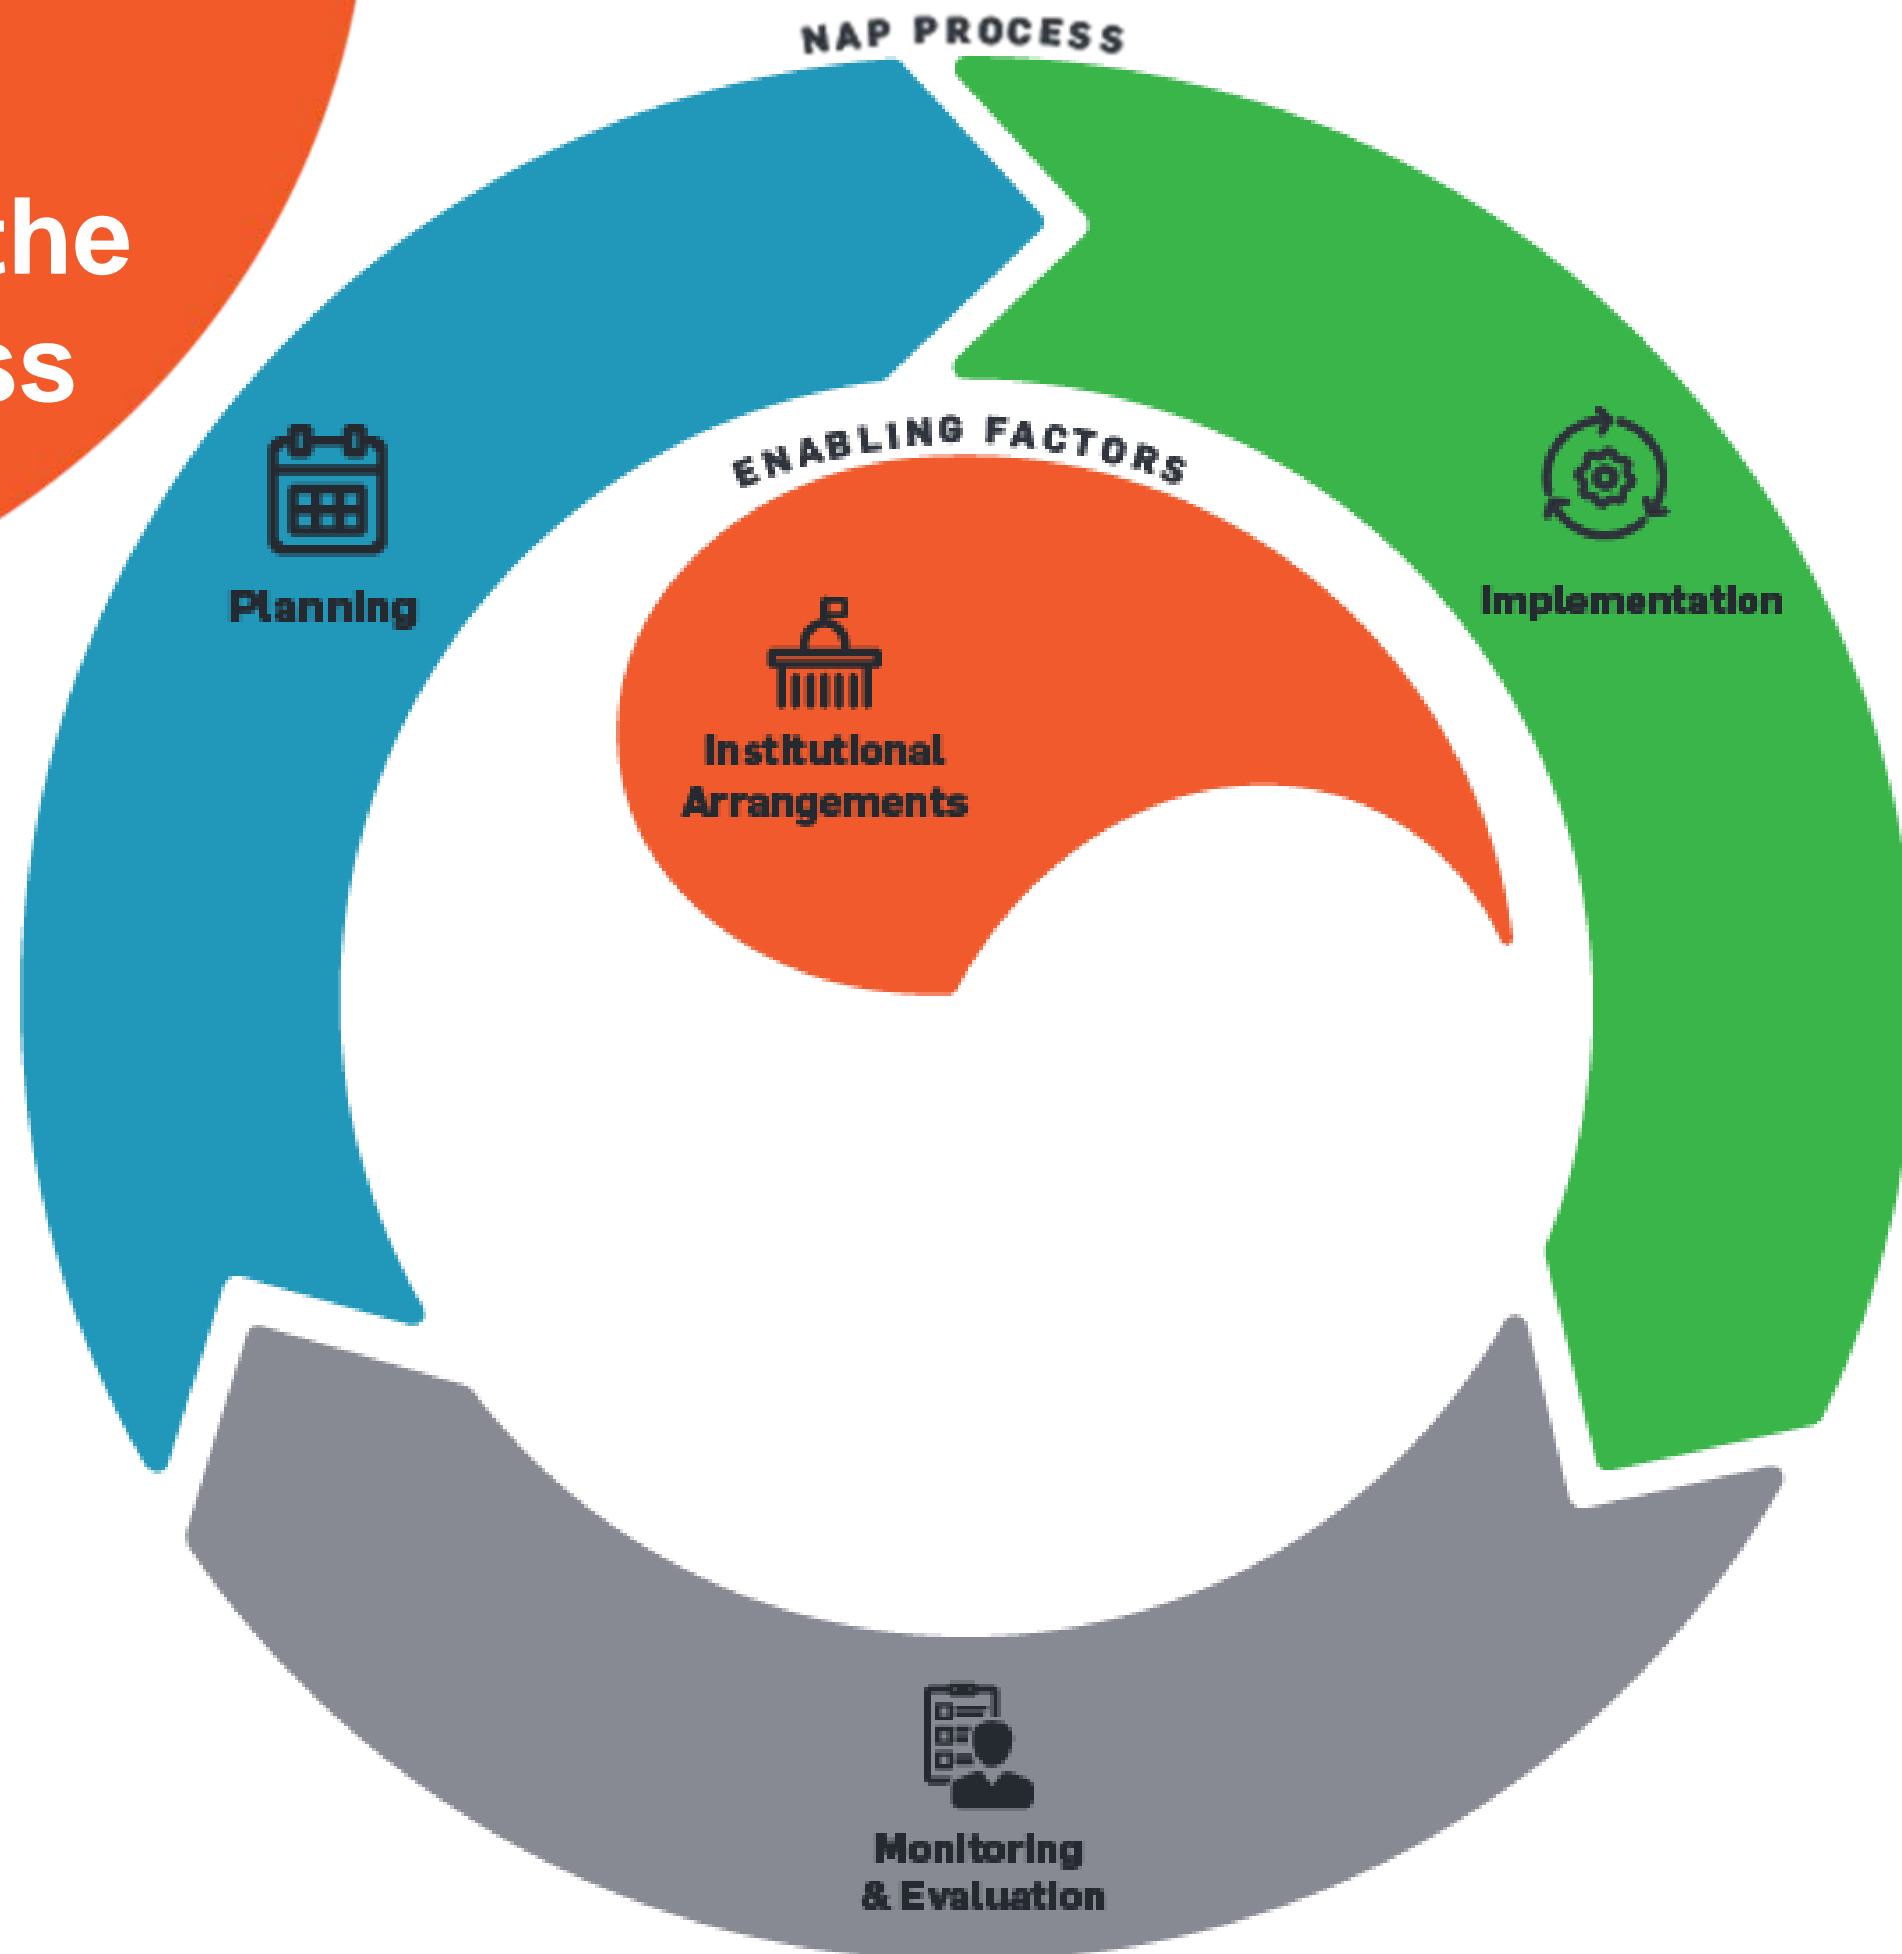 NAP PROCESS
the
ss
ENABLING FACTORS
Planning
Implementation
Institutional
Arrangements
Monitoring
& Evaluation